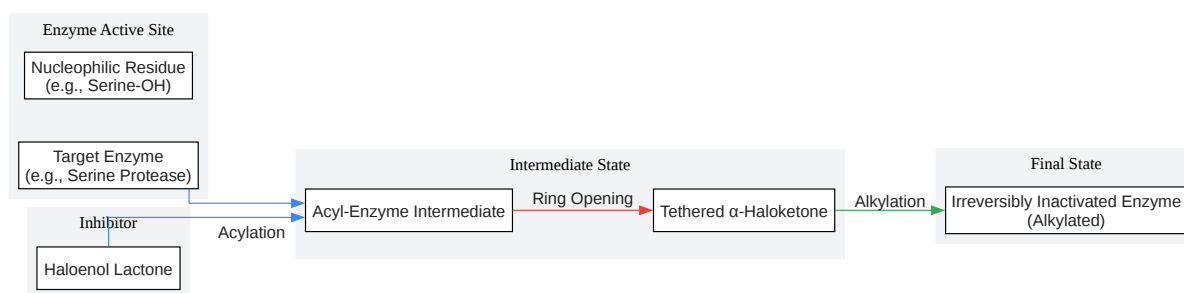 Enzyme Active Site
Nucleophilic Residue
(e.g., Serine-OH)
Target Enzyme
(e.g., Serine Protease)
Inhibitor
Haloenol Lactone
Acylation
Intermediate State
Acyl-Enzyme Intermediate
Ring Opening
Tethered α-Haloketone
Alkylation
Final State
Irreversibly Inactivated Enzyme
(Alkylated)